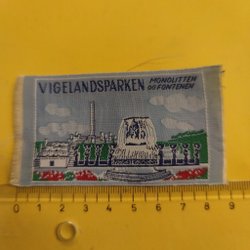 VIGELANDSPARKEN MONOLITTEN
OG FONTENEN
0 1 2 3 4 5 6 7 8 9